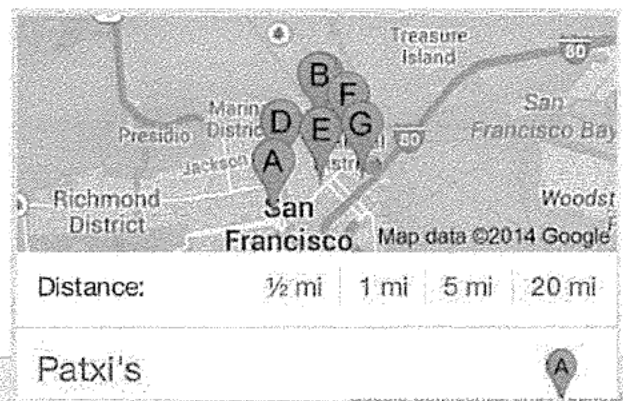 Treasure
Island
80
B
F
Marin
San
D
E
G
Presidio
District
80
Francisco Bay
A
Jackson
Richmond
District
Woodst
San
Francisco
Map data ©2014 Google
Distance:
½ mi
1 mi
5 mi
20 mi
Patxi's
A